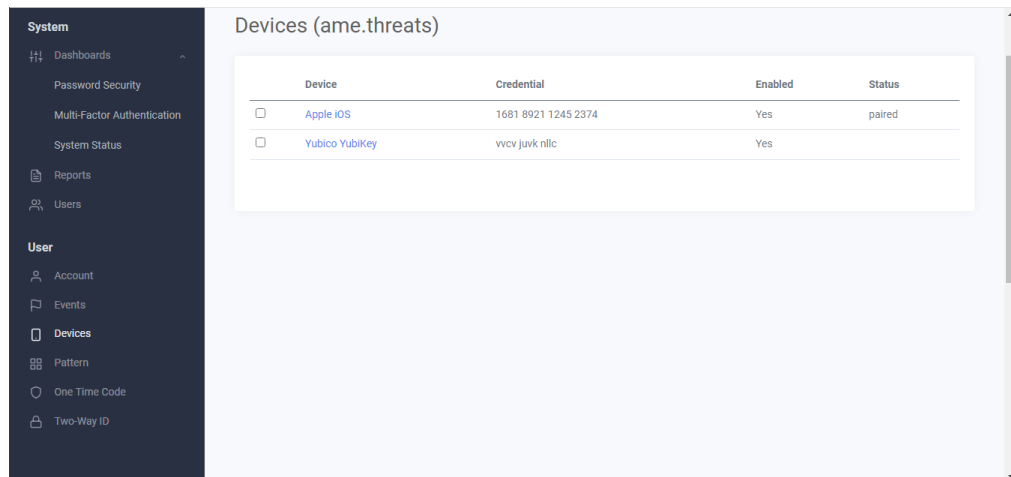 System
Dashboards
Password Security
Multi-Factor Authentication
System Status
Reports
Users
User
Account
Events
Devices
Pattern
One Time Code
Two-Way ID
Devices (ame.threats)
Device Credential Enabled Status
Apple iOS 1681 8921 1245 2374 Yes paired
Yubico YubiKey vvcv juvk nllc Yes